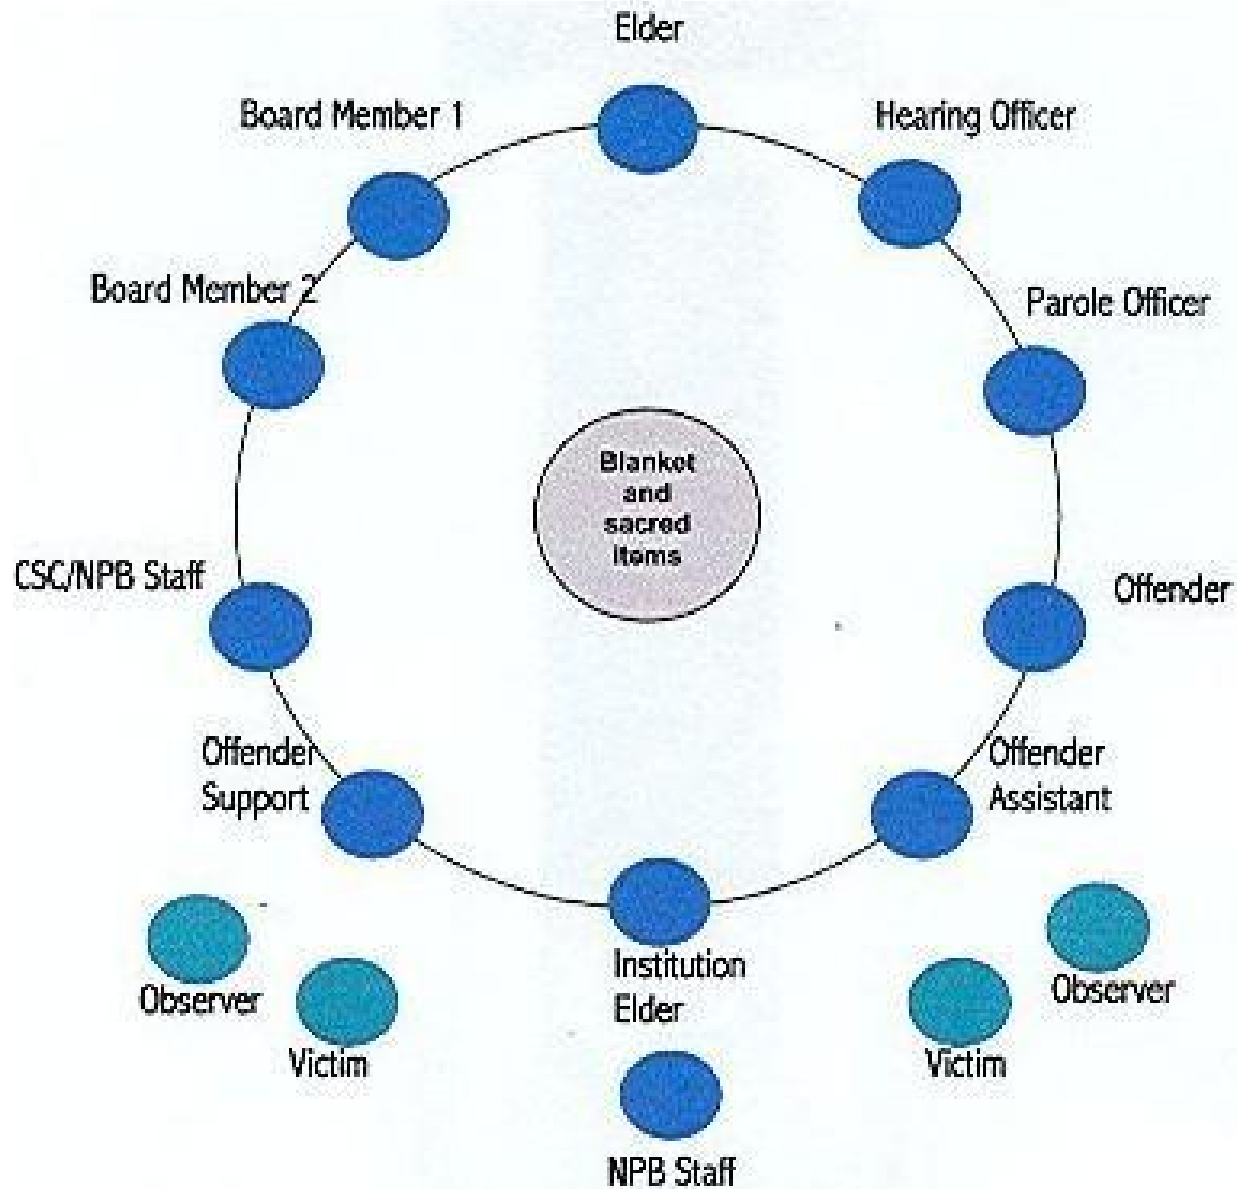 Elder
Board Member 1
Hearing Officer
Board Member 2
Parole Officer
Blanket
and
sacred
items
CSC/NPB Staff
Offender
Offender
Support
Offender
Assistant
Institution
Elder
Observer
Victim
Victim
Observer
NPB Staff